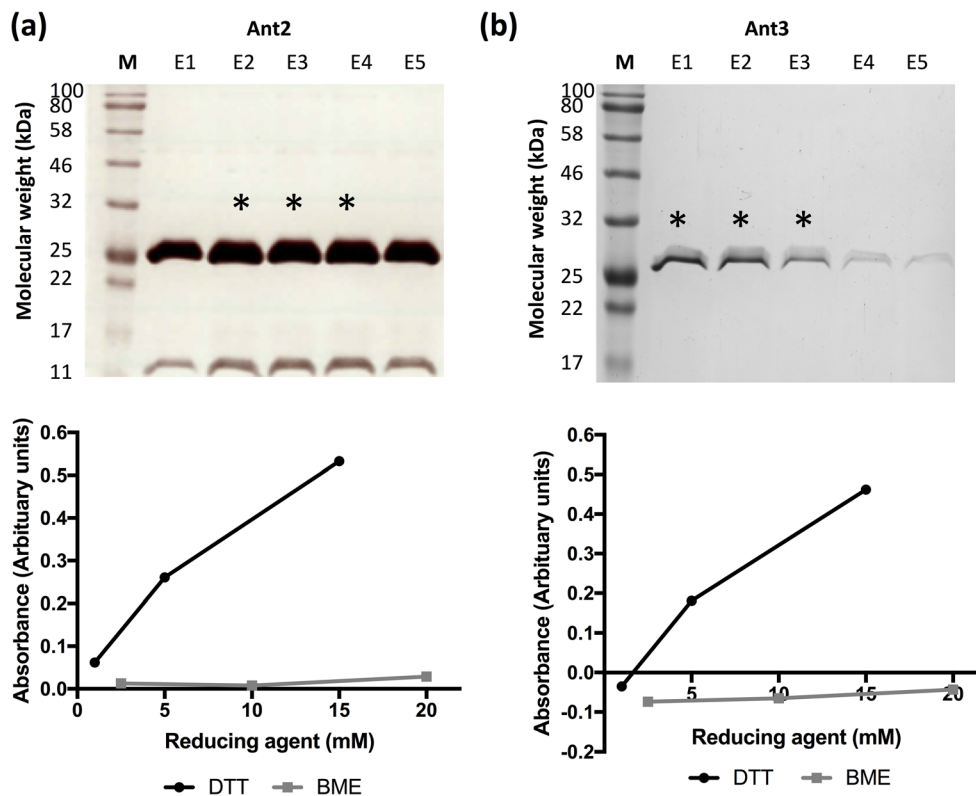 (a)
Ant2
M E1 E2 E3 E4 E5
Molecular weight (kDa)
100
80
58
46
32
* * *
25
22
17
11
Absorbance (Arbituary units)
0.6
0.5
0.4
0.3
0.2
0.1
0.0
0 5 10 15 20
Reducing agent (mM)
DTT BME
(b)
Ant3
M E1 E2 E3 E4 E5
Molecular weight (kDa)
100
80
58
46
32
* * *
25
22
17
Absorbance (Arbituary units)
0.6
0.5
0.4
0.3
0.2
0.1
0.0
-0.1
-0.2
5 10 15 20
Reducing agent (mM)
DTT BME